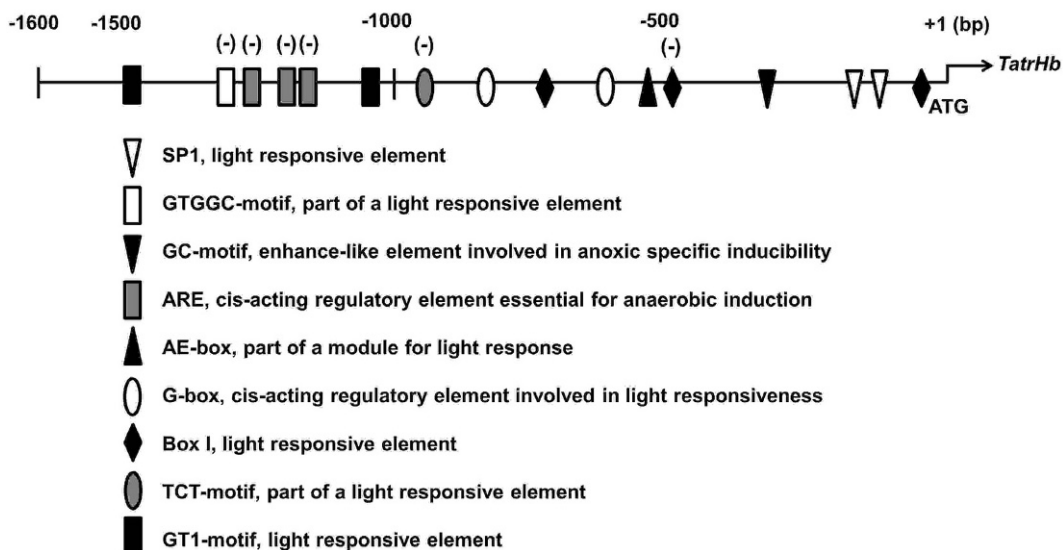 -1600 -1500 -1000 -500 +1 (bp)
(-) (-) (-) (-) (-) (-)
TatrHb
ATG
SP1, light responsive element
GTGGC-motif, part of a light responsive element
GC-motif, enhance-like element involved in anoxic specific inducibility
ARE, cis-acting regulatory element essential for anaerobic induction
AE-box, part of a module for light response
G-box, cis-acting regulatory element involved in light responsiveness
Box I, light responsive element
TCT-motif, part of a light responsive element
GT1-motif, light responsive element